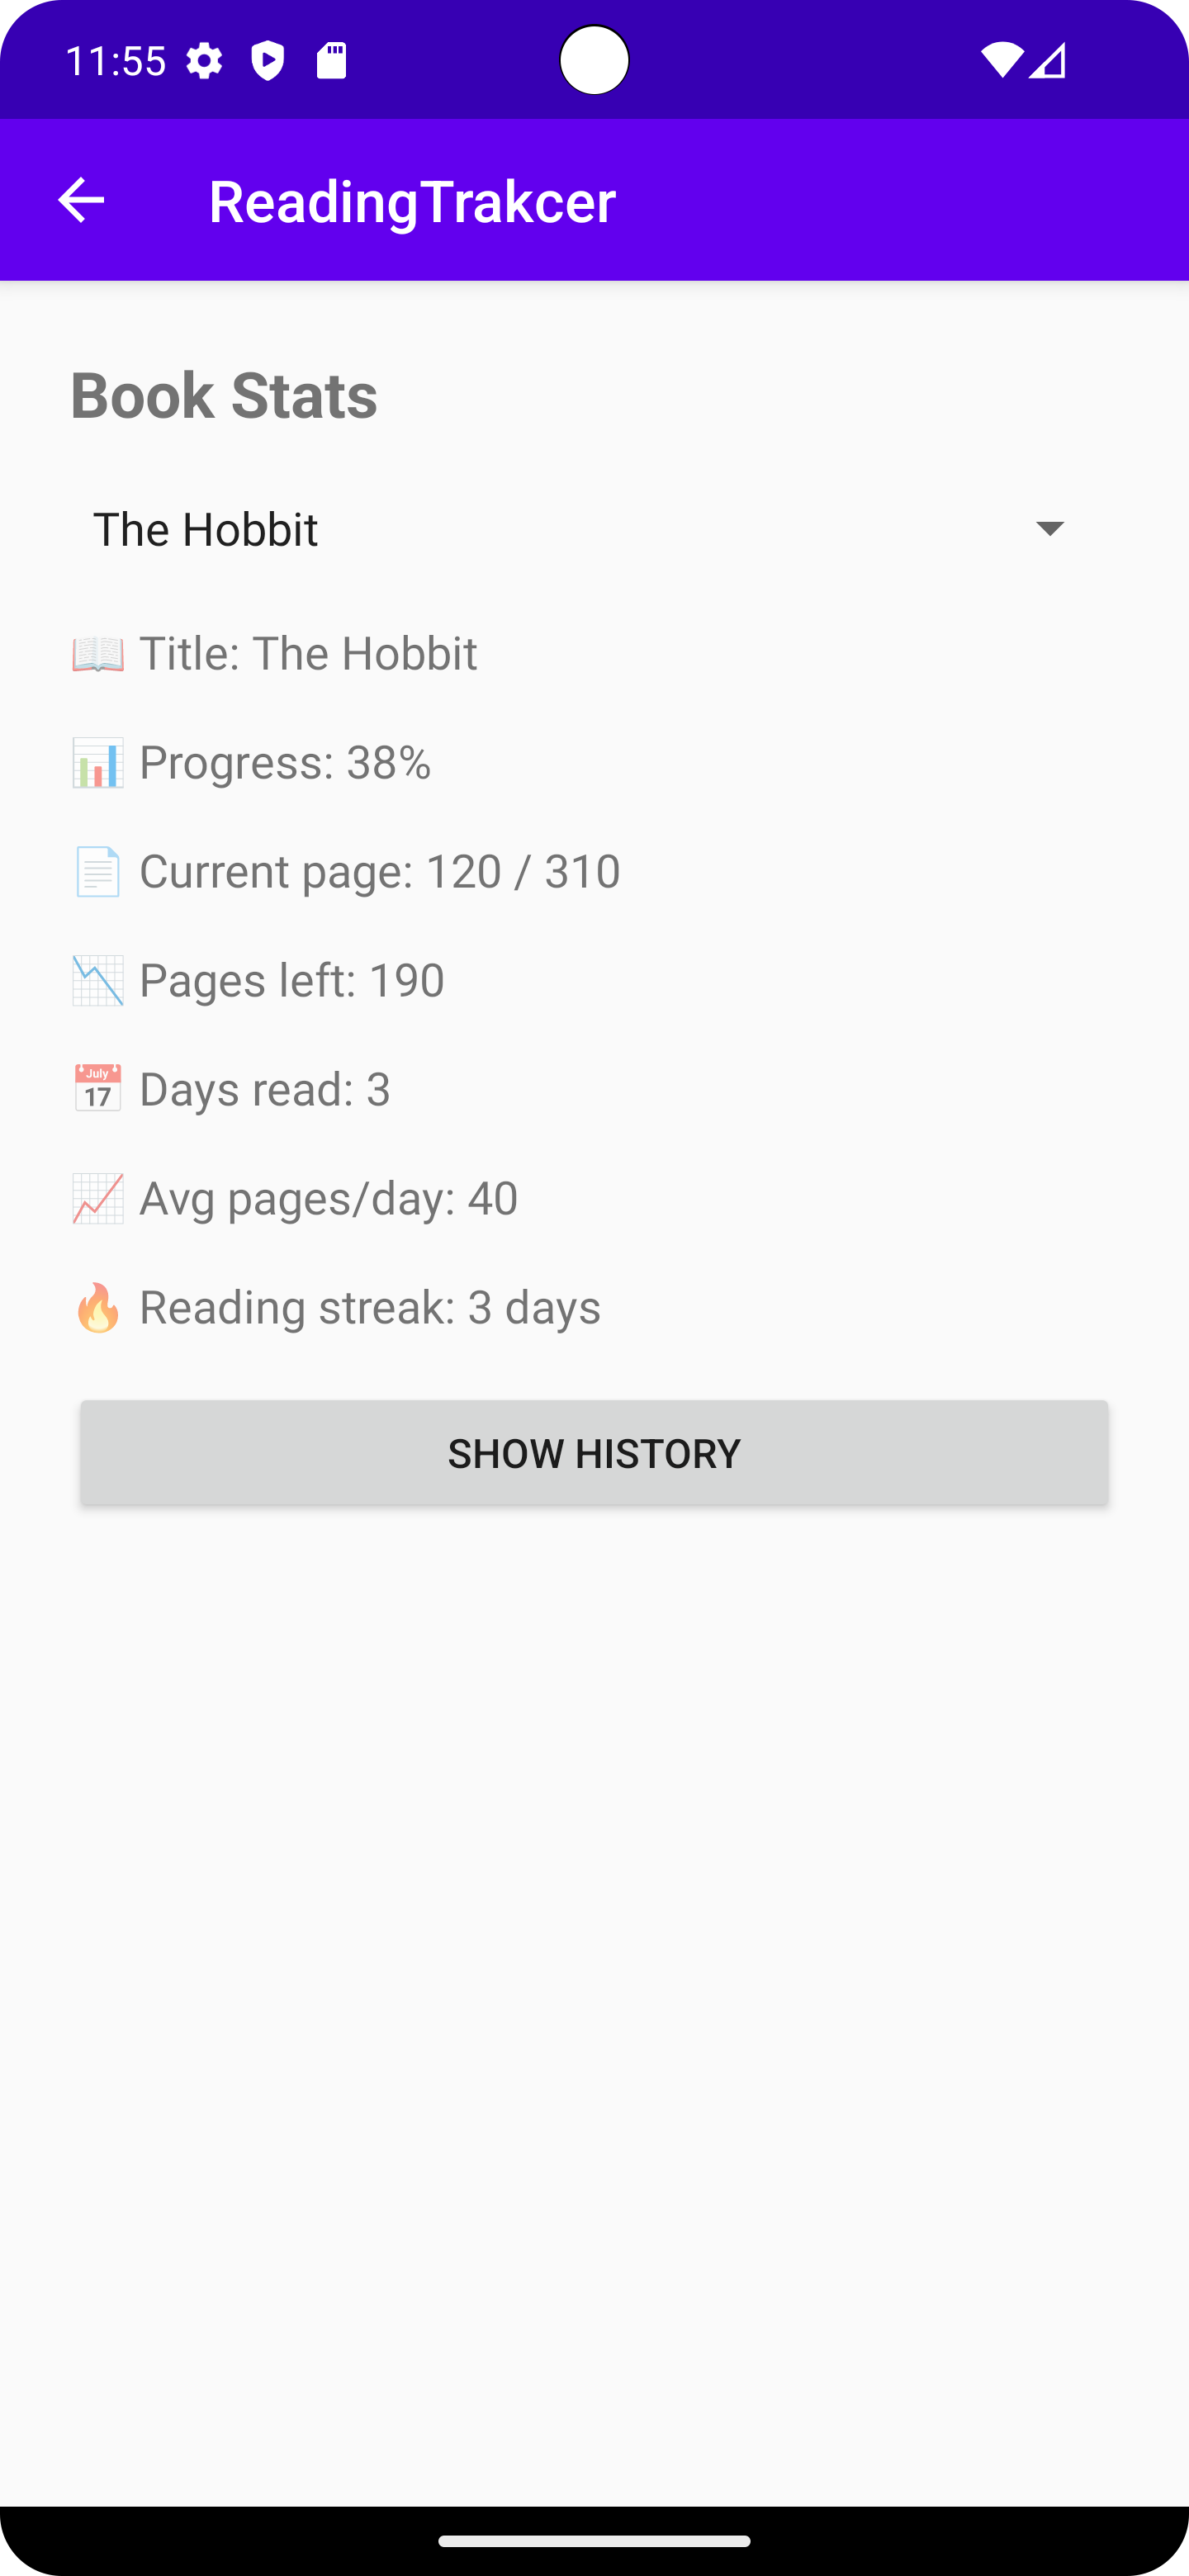 11:55
ReadingTrakcer
Book Stats
The Hobbit
📖 Title: The Hobbit
📊 Progress: 38%
📄 Current page: 120 / 310
📉 Pages left: 190
📅 Days read: 3
📈 Avg pages/day: 40
🔥 Reading streak: 3 days
SHOW HISTORY